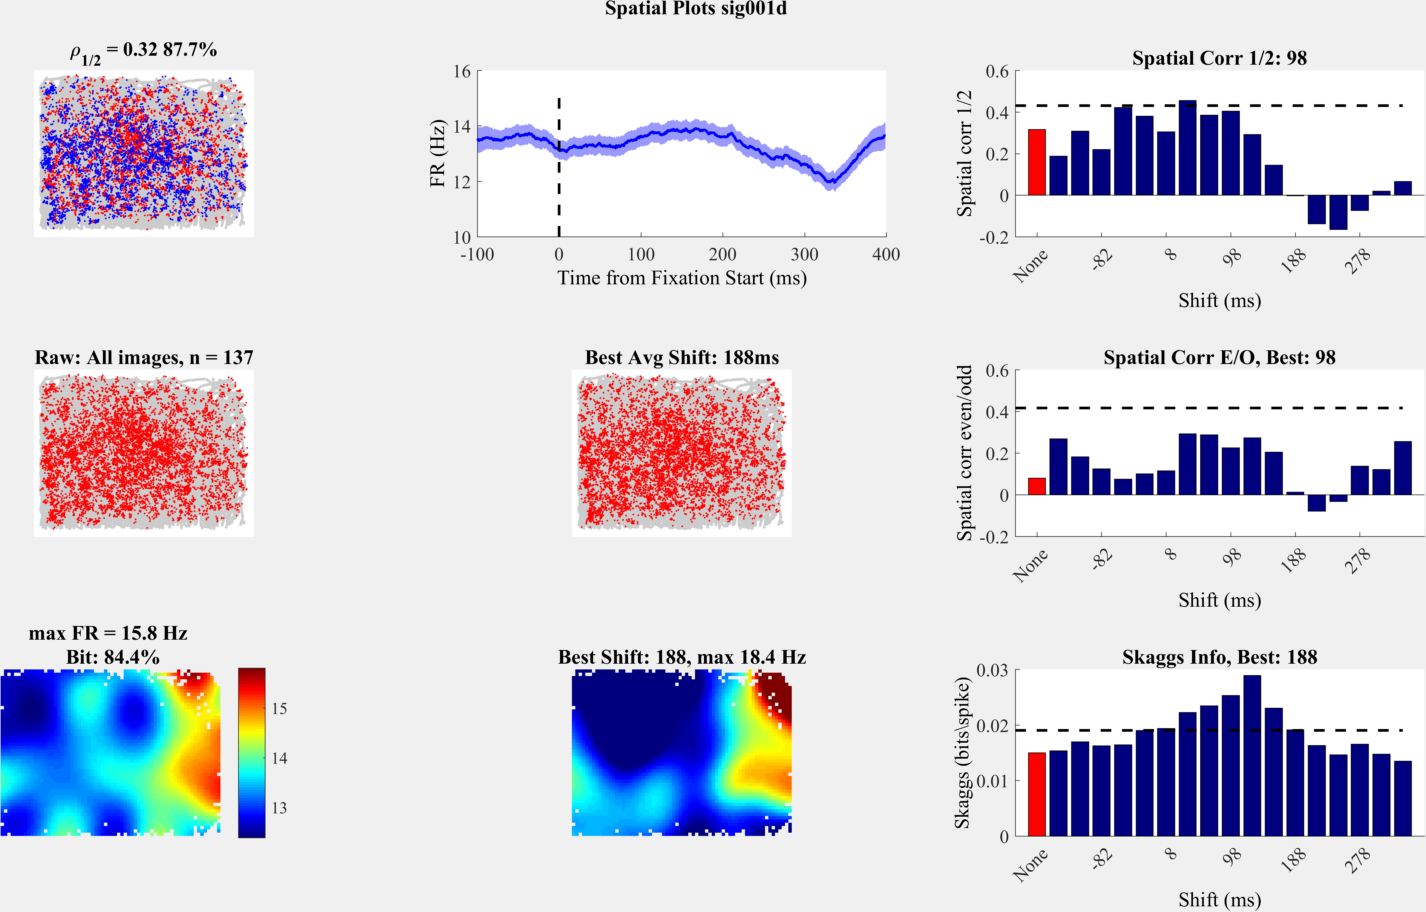 Spatial Plots sig001d
ρ1/2 = 0.32 87.7%
16
14
12
10
FR (Hz)
-100
0
100
200
300
400
Time from Fixation Start (ms)
Spatial Corr 1/2: 98
0.6
0.4
0.2
0
-0.2
Spatial corr 1/2
None
-82
8
98
188
278
Shift (ms)
Raw: All images, n = 137
Best Avg Shift: 188ms
Spatial Corr E/O, Best: 98
0.6
0.4
0.2
0
-0.2
Spatial corr even/odd
None
-82
8
98
188
278
Shift (ms)
max FR = 15.8 Hz
Bit: 84.4%
15
14
13
Best Shift: 188, max 18.4 Hz
Skaggs Info, Best: 188
0.03
0.02
0.01
0
Skaggs (bits\spike)
None
-82
8
98
188
278
Shift (ms)